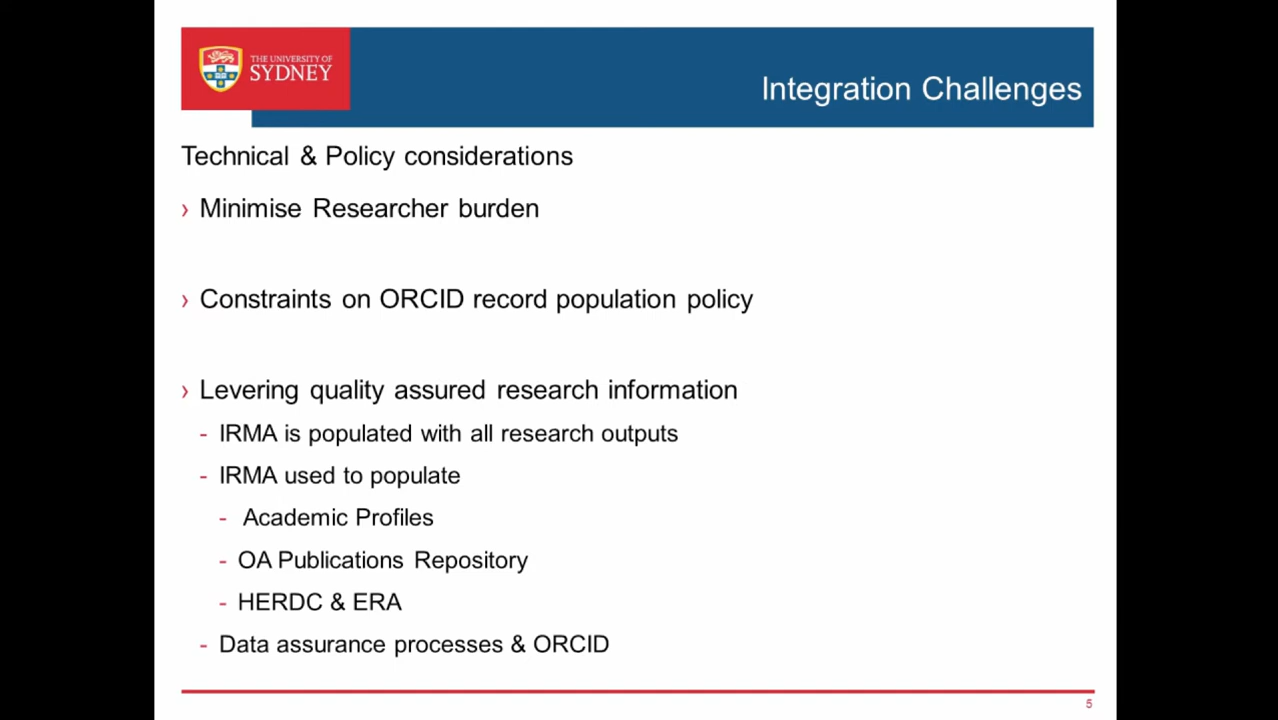 THE UNIVERSITY OF
SYDNEY
Integration Challenges
Technical & Policy considerations
› Minimise Researcher burden
› Constraints on ORCID record population policy
› Levering quality assured research information
- IRMA is populated with all research outputs
- IRMA used to populate
- Academic Profiles
- OA Publications Repository
- HERDC & ERA
- Data assurance processes & ORCID
5